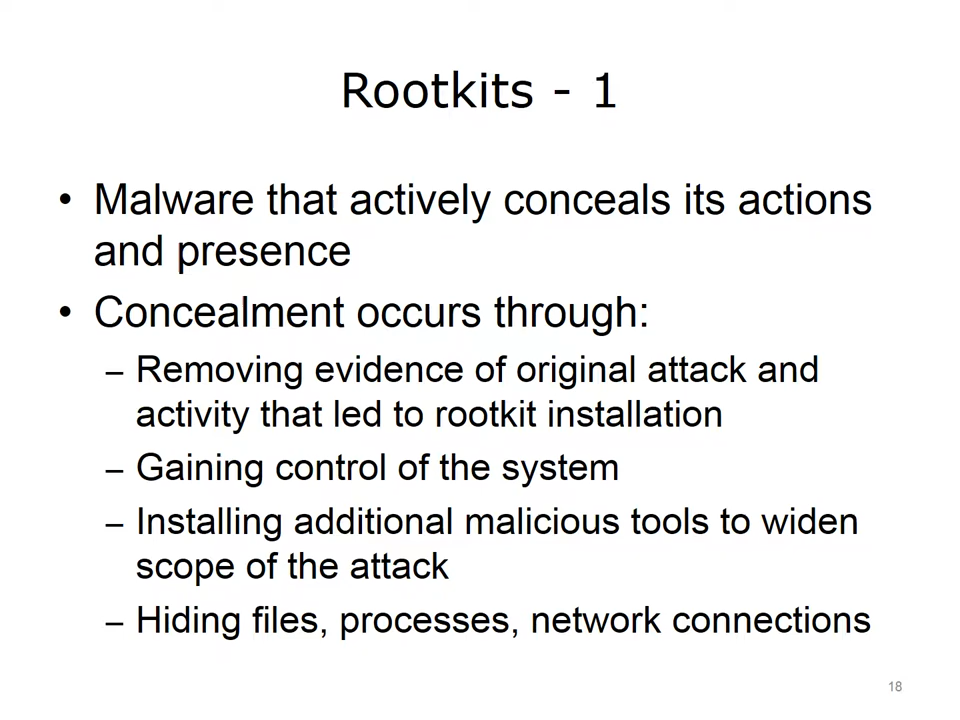 Rootkits - 1
• Malware that actively conceals its actions
and presence
• Concealment occurs through:
– Removing evidence of original attack and
activity that led to rootkit installation
– Gaining control of the system
– Installing additional malicious tools to widen
scope of the attack
– Hiding files, processes, network connections
18